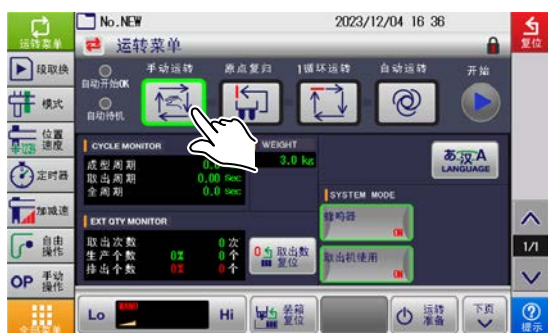 No.NEW 2023/12/04 16 36
运转菜单
复位
运转菜单
段取换
模式
位置
速度
定时器
加减速
自由
操作
OP 手动
操作
全部菜单
手动运转 原点复归 1循环运转 自动运转 开始
自动开始OK
自动待机
CYCLE MONITOR
成型周期 0.0
取出周期 0.00 Sec
全周期 0.0 Sec
WEIGHT
3.0 kg
あ汉A
LANGUAGE
EXT QTY MONITOR
取出次数 0次
生产个数 0% 0个
排出个数 0% 0个
取出数
复位
SYSTEM MODE
蜂鸣器
ON
取出机使用
ON
1/1
Lo Hi
装箱
复位
运转
准备
下页
提示